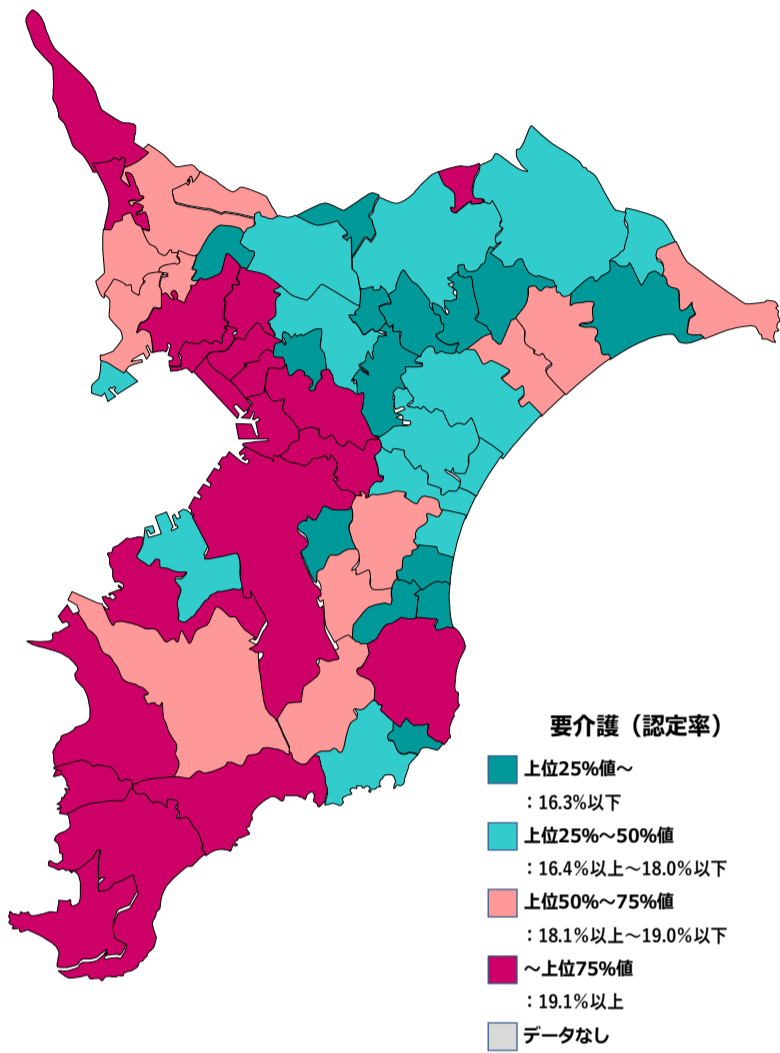 要介護（認定率）
上位25%値～
：16.3%以下
上位25%～50%値
：16.4%以上～18.0%以下
上位50%～75%値
：18.1%以上～19.0%以下
～上位75%値
：19.1%以上
データなし